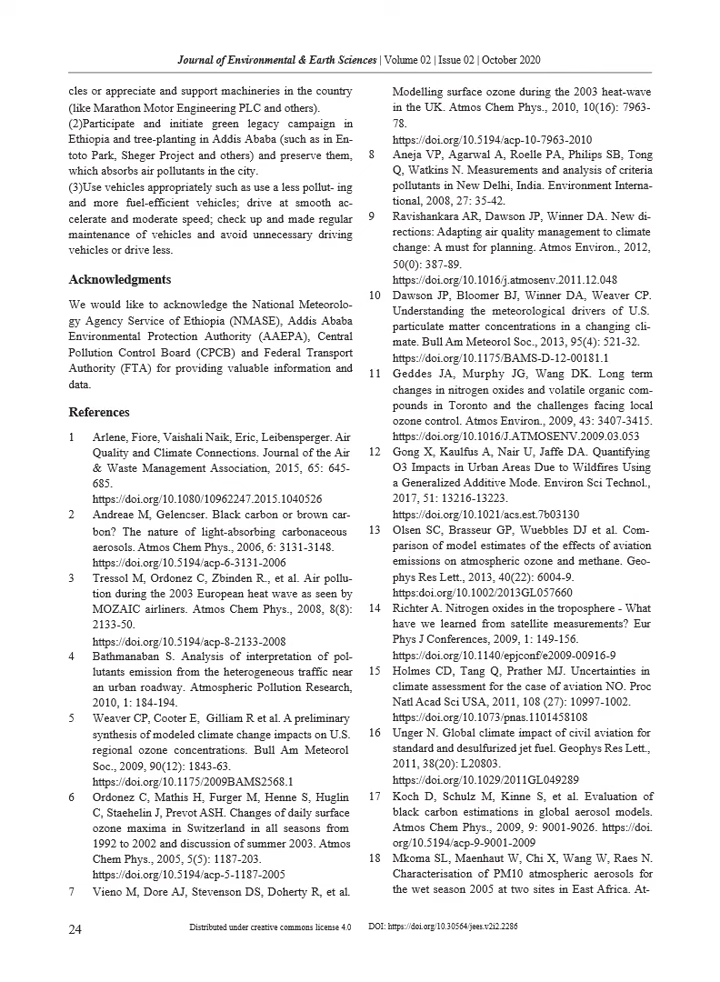 Journal of Environmental & Earth Sciences | Volume 02 | Issue 02 | October 2020
cles or appreciate and support machineries in the country
(like Marathon Motor Engineering PLC and others).
(2)Participate and initiate green legacy campaign in
Ethiopia and tree-planting in Addis Ababa (such as in En-
toto Park, Sheger Project and others) and preserve them,
which absorbs air pollutants in the city.
(3)Use vehicles appropriately such as use a less pollut- ing
and more fuel-efficient vehicles; drive at smooth ac-
celerate and moderate speed; check up and made regular
maintenance of vehicles and avoid unnecessary driving
vehicles or drive less.
Acknowledgments
We would like to acknowledge the National Meteorolo-
gy Agency Service of Ethiopia (NMASE), Addis Ababa
Environmental Protection Authority (AAEPA), Central
Pollution Control Board (CPCB) and Federal Transport
Authority (FTA) for providing valuable information and
data.
References
1 Arlene, Fiore, Vaishali Naik, Eric, Leibensperger. Air
Quality and Climate Connections. Journal of the Air
& Waste Management Association, 2015, 65: 645-
685.
https://doi.org/10.1080/10962247.2015.1040526
2 Andreae M, Gelencser. Black carbon or brown car-
bon? The nature of light-absorbing carbonaceous
aerosols. Atmos Chem Phys., 2006, 6: 3131-3148.
https://doi.org/10.5194/acp-6-3131-2006
3 Tressol M, Ordonez C, Zbinden R., et al. Air pollu-
tion during the 2003 European heat wave as seen by
MOZAIC airliners. Atmos Chem Phys., 2008, 8(8):
2133-50.
https://doi.org/10.5194/acp-8-2133-2008
4 Bathmanaban S. Analysis of interpretation of pol-
lutants emission from the heterogeneous traffic near
an urban roadway. Atmospheric Pollution Research,
2010, 1: 184-194.
5 Weaver CP, Cooter E, Gilliam R et al. A preliminary
synthesis of modeled climate change impacts on U.S.
regional ozone concentrations. Bull Am Meteorol
Soc., 2009, 90(12): 1843-63.
https://doi.org/10.1175/2009BAMS2568.1
6 Ordonez C, Mathis H, Furger M, Henne S, Huglin
C, Staehelin J, Prevot ASH. Changes of daily surface
ozone maxima in Switzerland in all seasons from
1992 to 2002 and discussion of summer 2003. Atmos
Chem Phys., 2005, 5(5): 1187-203.
https://doi.org/10.5194/acp-5-1187-2005
7 Vieno M, Dore AJ, Stevenson DS, Doherty R, et al.
Modelling surface ozone during the 2003 heat-wave
in the UK. Atmos Chem Phys., 2010, 10(16): 7963-
78.
https://doi.org/10.5194/acp-10-7963-2010
8 Aneja VP, Agarwal A, Roelle PA, Philips SB, Tong
Q, Watkins N. Measurements and analysis of criteria
pollutants in New Delhi, India. Environment Interna-
tional, 2008, 27: 35-42.
9 Ravishankara AR, Dawson JP, Winner DA. New di-
rections: Adapting air quality management to climate
change: A must for planning. Atmos Environ., 2012,
50(0): 387-89.
https://doi.org/10.1016/j.atmosenv.2011.12.048
10 Dawson JP, Bloomer BJ, Winner DA, Weaver CP.
Understanding the meteorological drivers of U.S.
particulate matter concentrations in a changing cli-
mate. Bull Am Meteorol Soc., 2013, 95(4): 521-32.
https://doi.org/10.1175/BAMS-D-12-00181.1
11 Geddes JA, Murphy JG, Wang DK. Long term
changes in nitrogen oxides and volatile organic com-
pounds in Toronto and the challenges facing local
ozone control. Atmos Environ., 2009, 43: 3407-3415.
https://doi.org/10.1016/J.ATMOSENV.2009.03.053
12 Gong X, Kaulfus A, Nair U, Jaffe DA. Quantifying
O3 Impacts in Urban Areas Due to Wildfires Using
a Generalized Additive Mode. Environ Sci Technol.,
2017, 51: 13216-13223.
https://doi.org/10.1021/acs.est.7b03130
13 Olsen SC, Brasseur GP, Wuebbles DJ et al. Com-
parison of model estimates of the effects of aviation
emissions on atmospheric ozone and methane. Geo-
phys Res Lett., 2013, 40(22): 6004-9.
https:doi.org/10.1002/2013GL057660
14 Richter A. Nitrogen oxides in the troposphere - What
have we learned from satellite measurements? Eur
Phys J Conferences, 2009, 1: 149-156.
https://doi.org/10.1140/epjconf/e2009-00916-9
15 Holmes CD, Tang Q, Prather MJ. Uncertainties in
climate assessment for the case of aviation NO. Proc
Natl Acad Sci USA, 2011, 108 (27): 10997-1002.
https://doi.org/10.1073/pnas.1101458108
16 Unger N. Global climate impact of civil aviation for
standard and desulfurized jet fuel. Geophys Res Lett.,
2011, 38(20): L20803.
https://doi.org/10.1029/2011GL049289
17 Koch D, Schulz M, Kinne S, et al. Evaluation of
black carbon estimations in global aerosol models.
Atmos Chem Phys., 2009, 9: 9001-9026. https://doi.
org/10.5194/acp-9-9001-2009
18 Mkoma SL, Maenhaut W, Chi X, Wang W, Raes N.
Characterisation of PM10 atmospheric aerosols for
the wet season 2005 at two sites in East Africa. At-
24
Distributed under creative commons license 4.0
DOI: https://doi.org/10.30564/jees.v2i2.2286